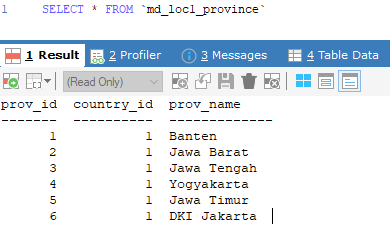 1 SELECT * FROM `md_loc1_province`
1 Result 2 Profiler 3 Messages 4 Table Data
(Read Only)
prov_id country_id prov_name
------- ---------- -------------
1 1 Banten
2 1 Jawa Barat
3 1 Jawa Tengah
4 1 Yogyakarta
5 1 Jawa Timur
6 1 DKI Jakarta